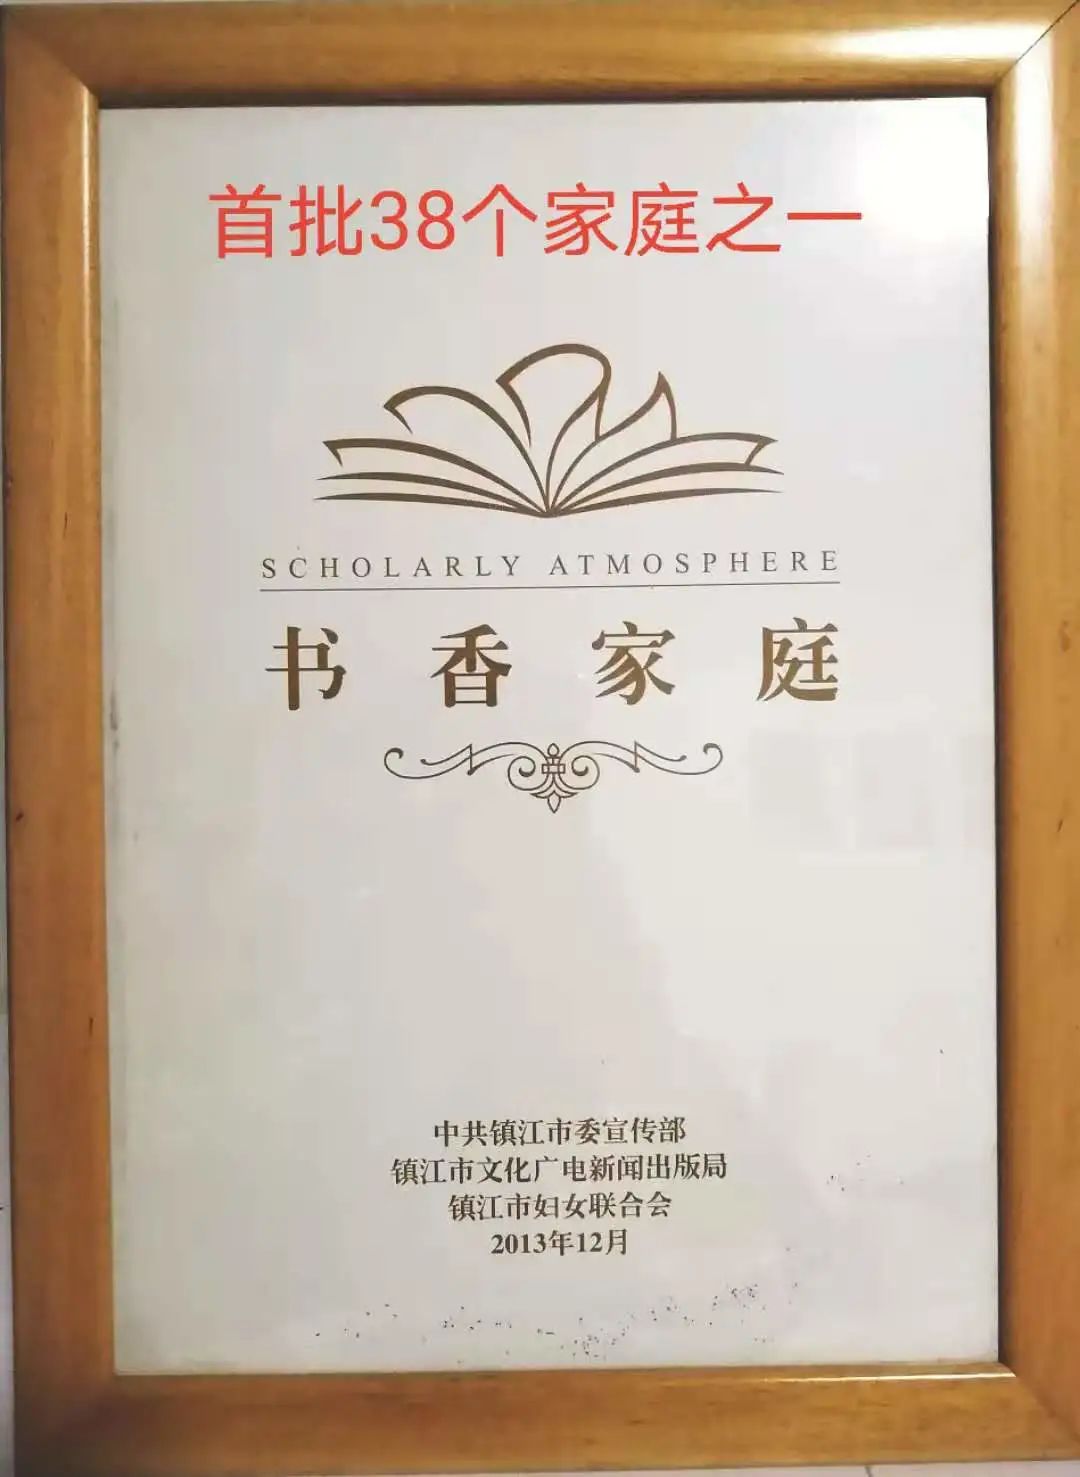 首批38个家庭之一
SCHOLARLY ATMOSPHERE
书香家庭
中共镇江市委宣传部
镇江市文化广电新闻出版局
镇江市妇女联合会
2013年12月